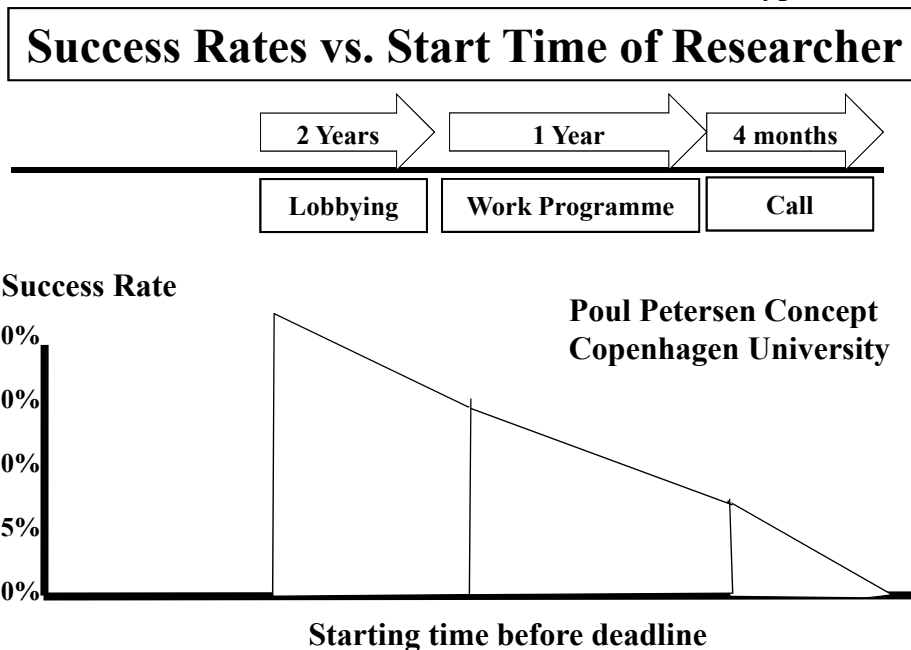 Success Rates vs. Start Time of Researcher
2 Years
1 Year
4 months
Lobbying
Work Programme
Call
Success Rate
Poul Petersen Concept
Copenhagen University
0%
0%
0%
5%
0%
Starting time before deadline